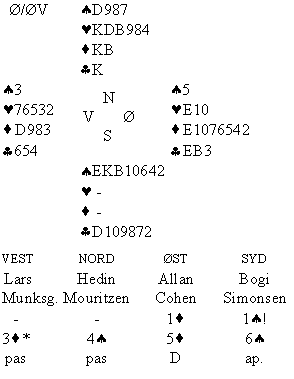 Ø/ØV
♠D987
♥KDB984
♦KB
♣K
♠3
♥76532
♦D983
♣654
N
V Ø
S
♠5
♥E10
♦E1076542
♣EB3
♠EKB10642
♥ -
♦ -
♣D109872
VEST NORD ØST SYD
Lars Hedin Allan Bogi
Munksg. Mouritzen Cohen Simonsen
- - 1♦ 1♠!
3♦* 4♠ 5♦ 6♠
pas pas D ap.